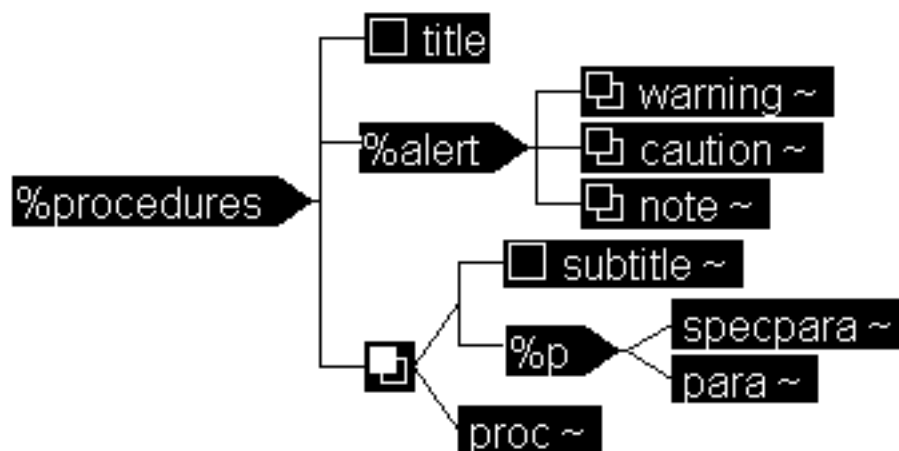 title
warning ~
%alert
caution ~
%procedures
note ~
subtitle ~
specpara ~
%p
para ~
proc ~